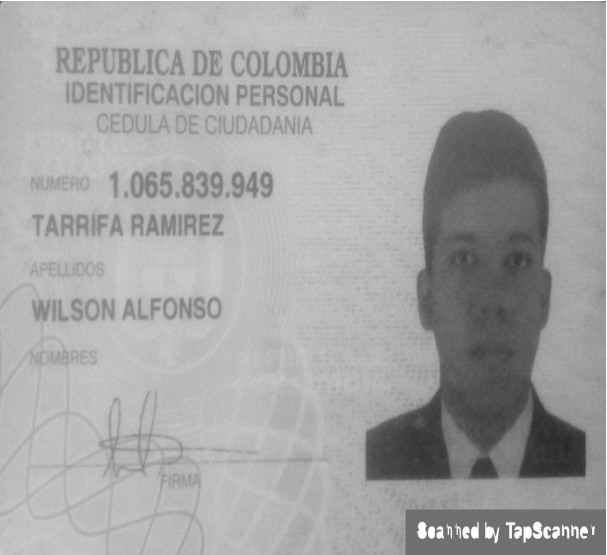 REPUBLICA DE COLOMBIA
IDENTIFICACION PERSONAL
CEDULA DE CIUDADANIA
NUMERO 1.065.839.949
TARRIFA RAMIREZ
APELLIDOS
WILSON ALFONSO
NOMBRES
FIRMA
Scanned by TapScanner